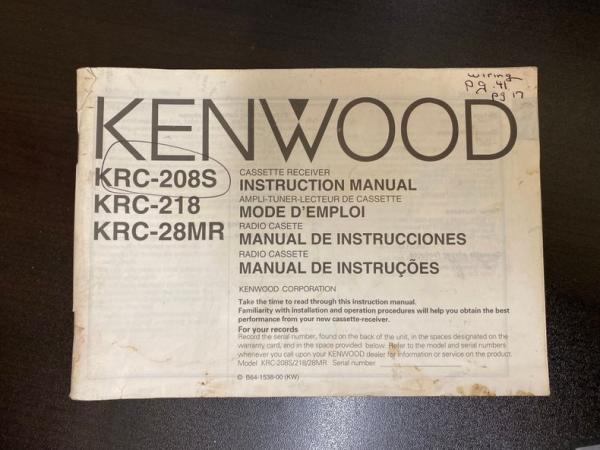 wiring
pg. 41
pg 17
KENWOOD
KRC-208S
KRC-218
KRC-28MR
CASSETTE RECEIVER
INSTRUCTION MANUAL
AMPLI-TUNER-LECTEUR DE CASSETTE
MODE D'EMPLOI
RADIO CASETE
MANUAL DE INSTRUCCIONES
RADIO CASSETE
MANUAL DE INSTRUÇÕES
KENWOOD CORPORATION
Take the time to read through this instruction manual.
Familiarity with installation and operation procedures will help you obtain the best
performance from your new cassette-receiver.
For your records
Record the serial number, found on the back of the unit, in the spaces designated on the
warranty card, and in the space provided below. Refer to the model and serial numbers
whenever you call upon your KENWOOD dealer for information or service on the product.
Model KRC-208S/218/28MR Serial number
© B64-1538-00 (KW)